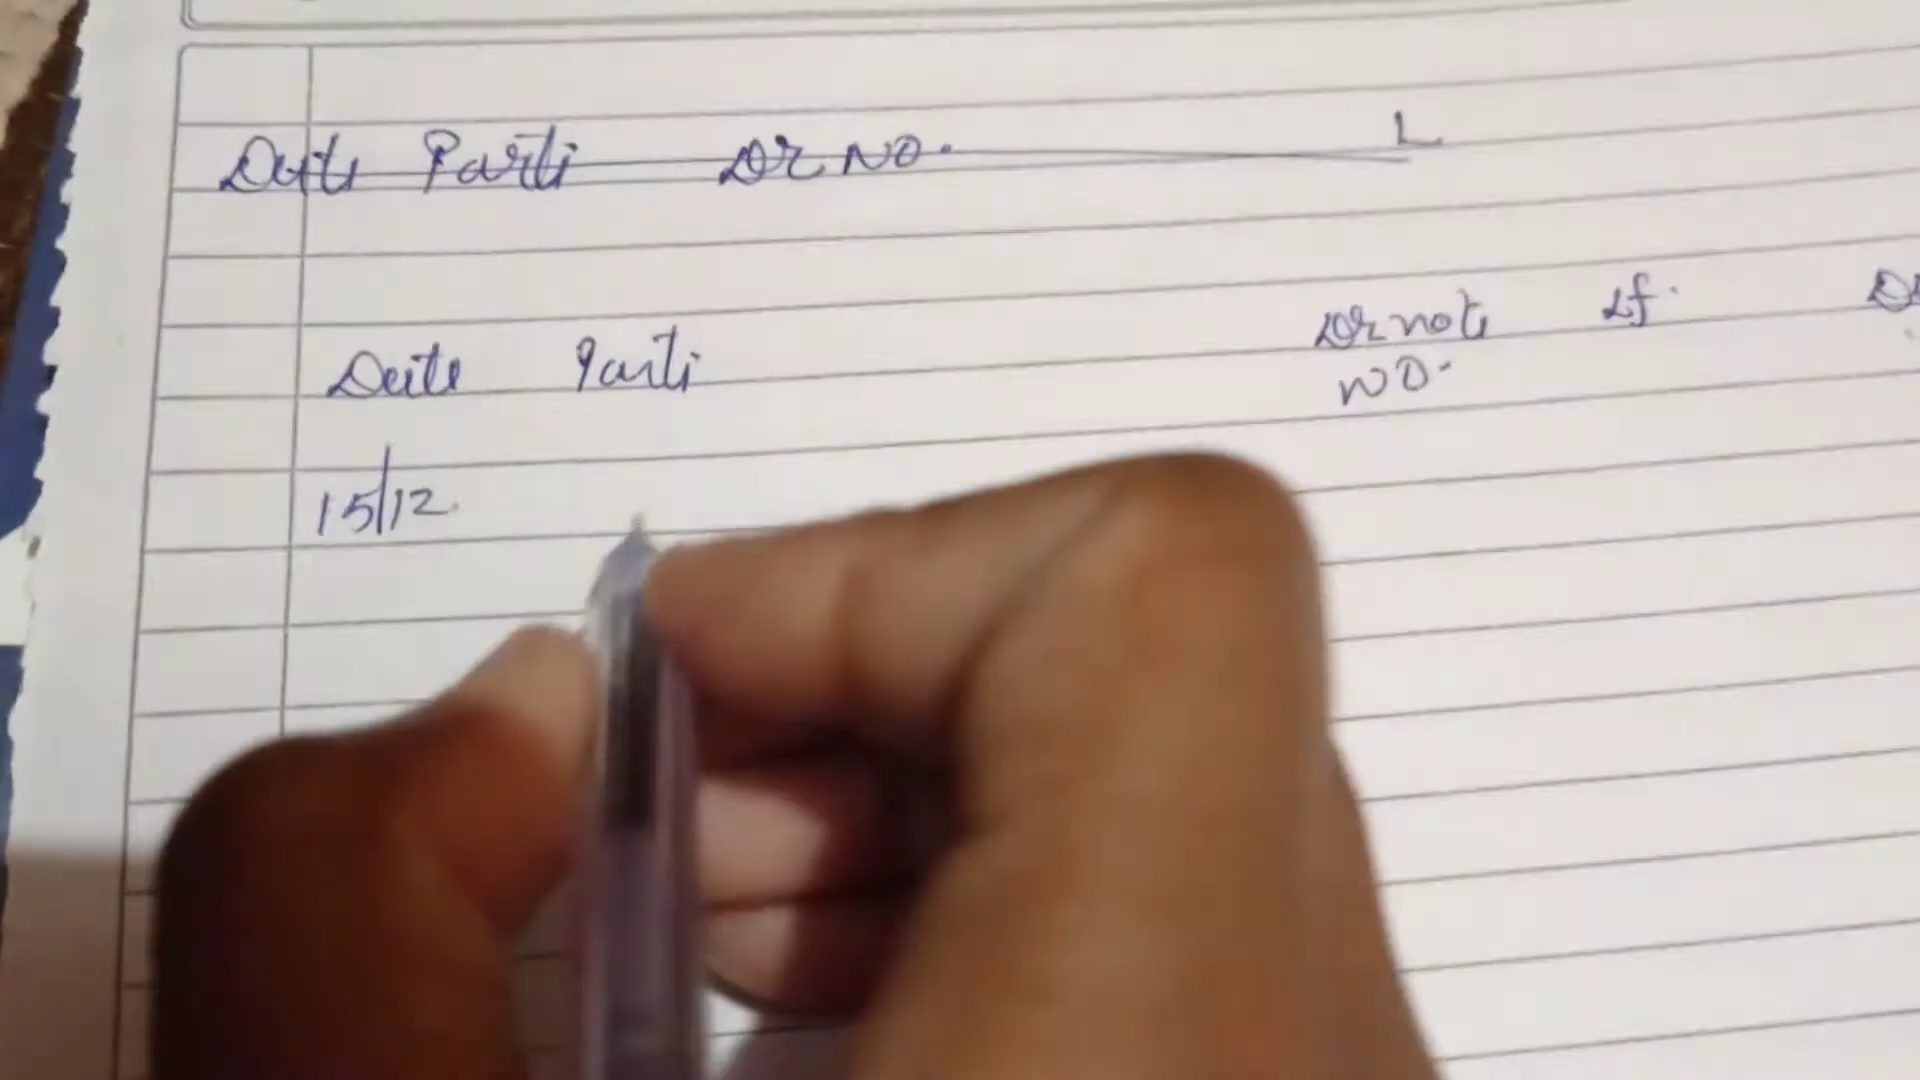 Date Parti Dr No. L
Date Parti Dr note Lf.
NO.
15/12